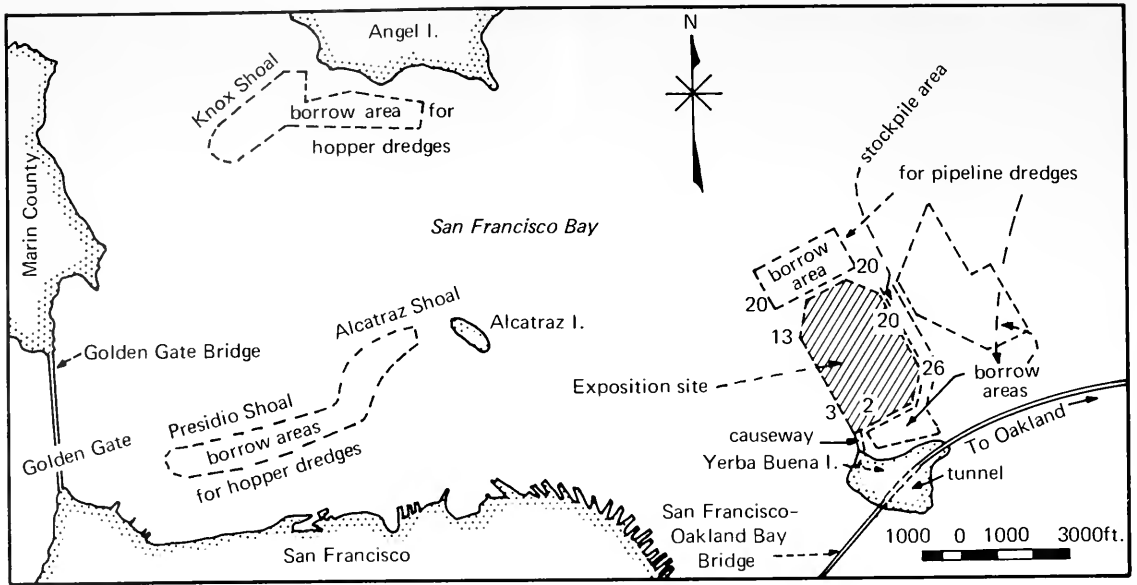 Angel I.
N
Knox Shoal
borrow area for
hopper dredges
Marin County
stockpile area
for pipeline dredges
San Francisco Bay
borrow
area
20
20
20
13
Alcatraz Shoal
Alcatraz I.
Golden Gate Bridge
Exposition site
26
borrow
areas
3
2
Presidio Shoal
borrow areas
for hopper dredges
Golden Gate
causeway
To Oakland
Yerba Buena I.
tunnel
San Francisco-
Oakland Bay
Bridge
San Francisco
1000 0 1000 3000ft.